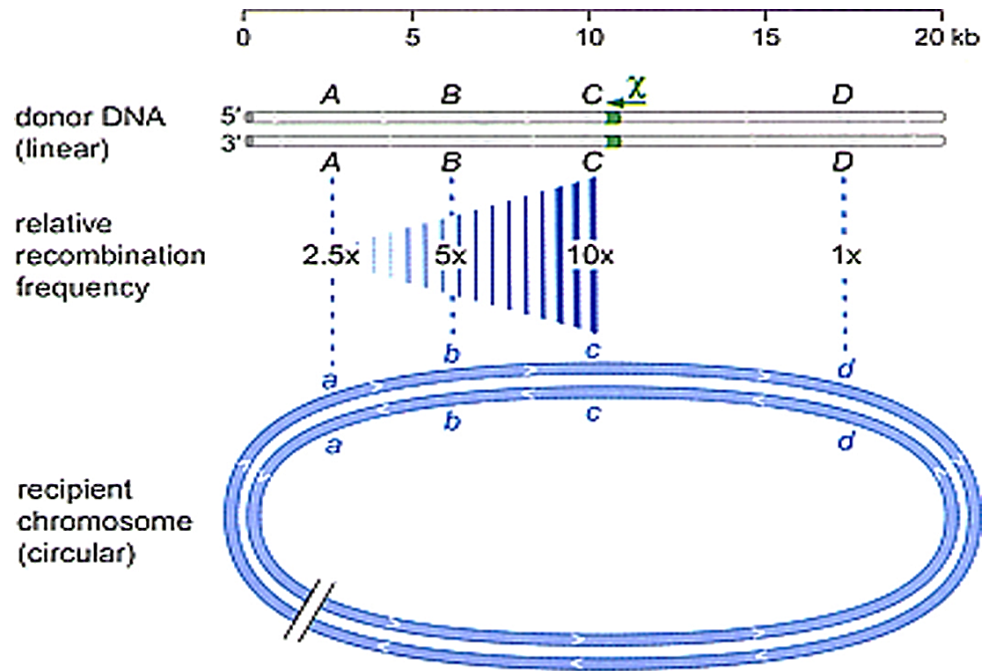 0 5 10 15 20 kb
A B C χ D
donor DNA 5'
(linear) 3'
A B C D
relative
recombination 2.5x 5x 10x 1x
frequency
a b c d
a b c d
recipient
chromosome
(circular)